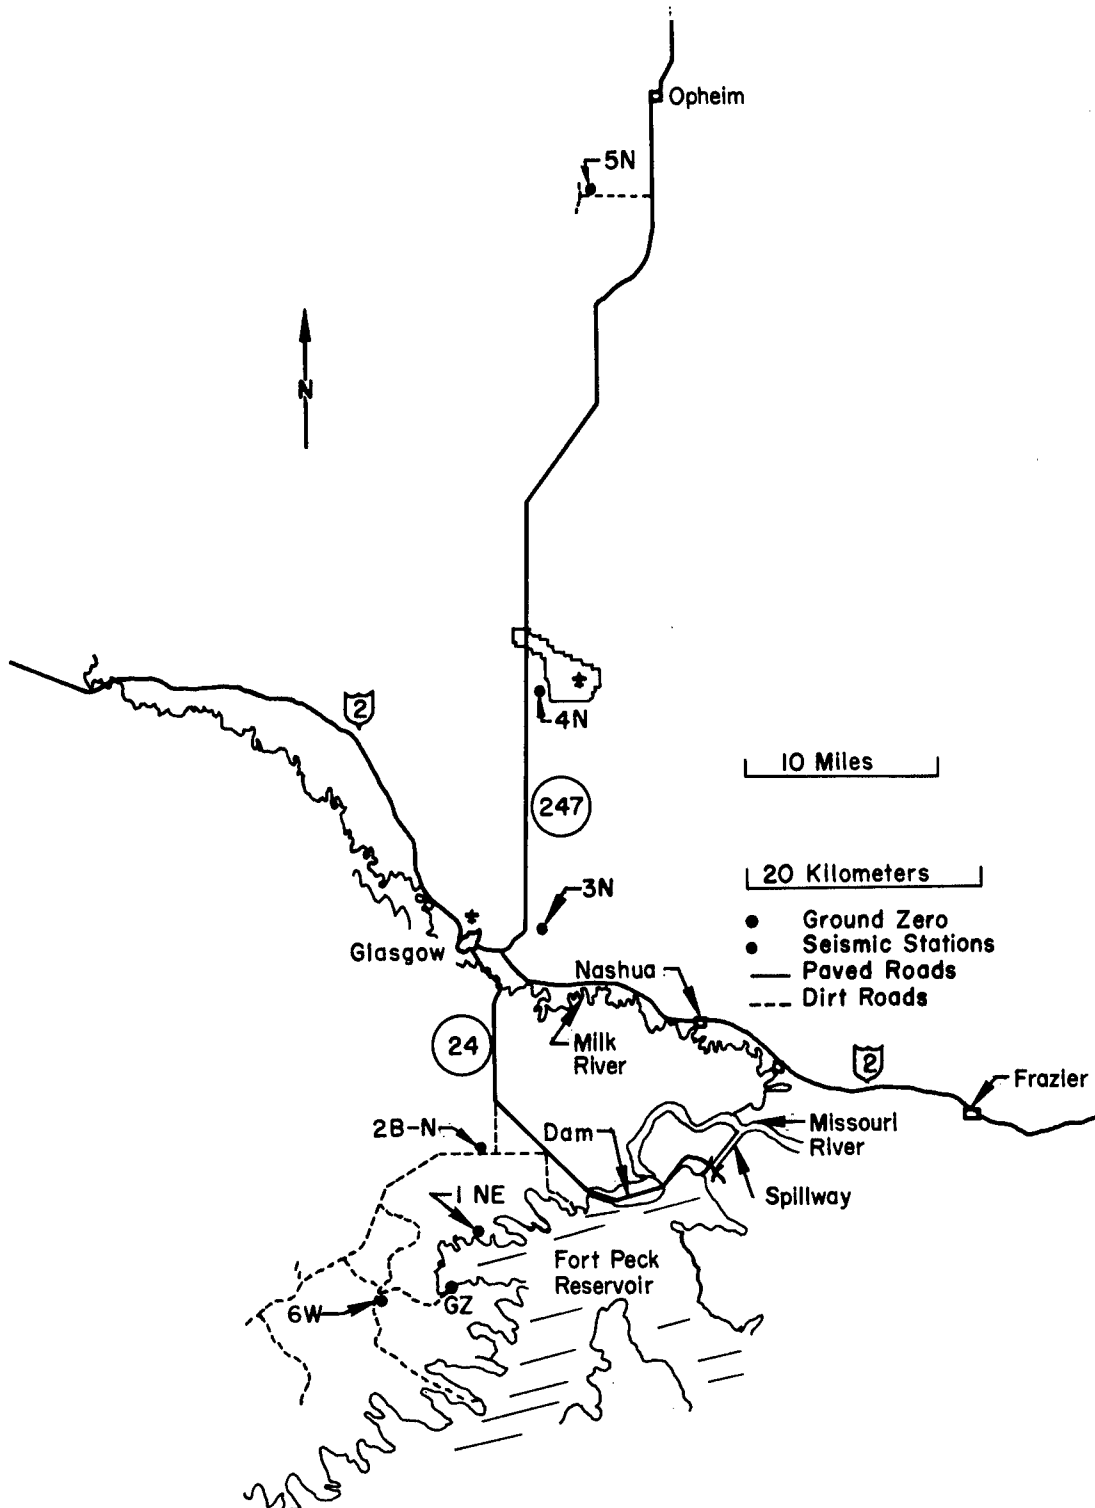 Opheim
5N
N
2
4N
10 Miles
247
20 Kilometers
3N
Ground Zero
Seismic Stations
Paved Roads
Dirt Roads
Glasgow
Nashua
24
Milk
River
2
Frazier
2B-N
Dam
Missouri
River
1 NE
Spillway
Fort Peck
Reservoir
6W
GZ